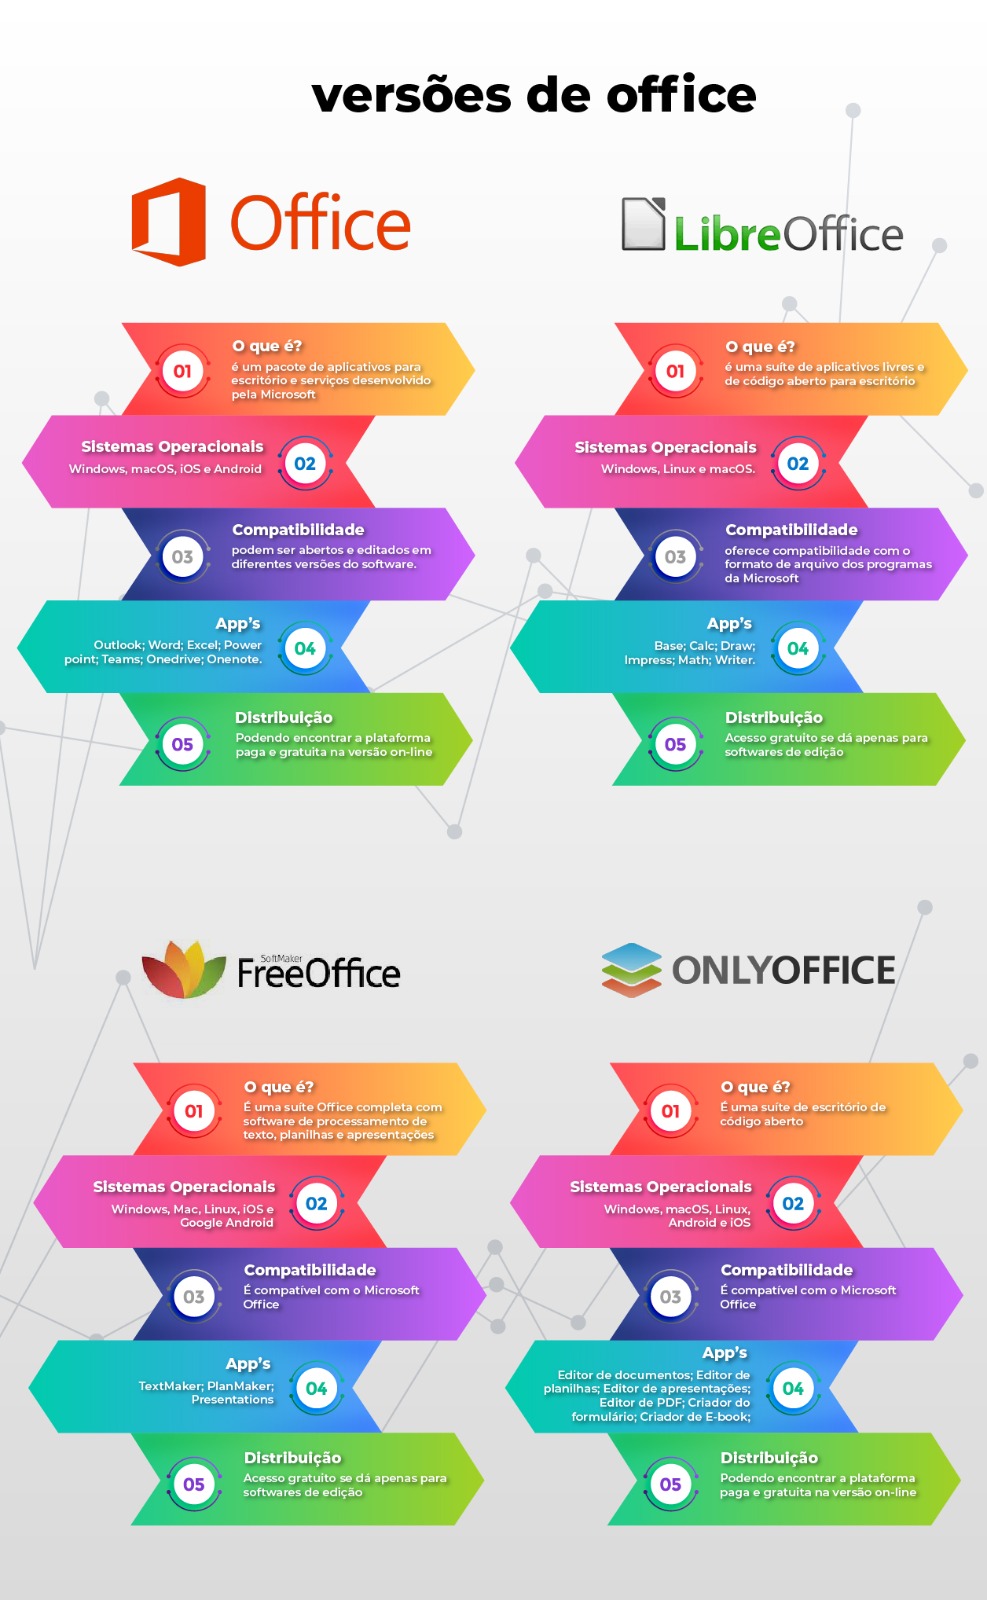 versões de office
Office
O que é?
01
é um pacote de aplicativos para
escritório e serviços desenvolvido
pela Microsoft
Sistemas Operacionais
Windows, macOS, iOS e Android
02
Compatibilidade
03
podem ser abertos e editados em
diferentes versões do software.
App's
Outlook; Word; Excel; Power
point; Teams; Onedrive; Onenote.
04
Distribuição
05
Podendo encontrar a plataforma
paga e gratuita na versão on-line
LibreOffice
O que é?
01
é uma suíte de aplicativos livres e
de código aberto para escritório
Sistemas Operacionais
Windows, Linux e macOS.
02
Compatibilidade
03
oferece compatibilidade com o
formato de arquivo dos programas
da Microsoft
App's
Base; Calc; Draw;
Impress; Math; Writer.
04
Distribuição
05
Acesso gratuito se dá apenas para
softwares de edição
SoftMaker
FreeOffice
O que é?
01
É uma suíte Office completa com
software de processamento de
texto, planilhas e apresentações
Sistemas Operacionais
Windows, Mac, Linux, iOS e
Google Android
02
Compatibilidade
03
É compatível com o Microsoft
Office
App's
TextMaker; PlanMaker;
Presentations
04
Distribuição
05
Acesso gratuito se dá apenas para
softwares de edição
ONLYOFFICE
O que é?
01
É uma suíte de escritório de
código aberto
Sistemas Operacionais
Windows, macOS, Linux,
Android e iOS
02
Compatibilidade
03
É compatível com o Microsoft
Office
App's
Editor de documentos; Editor de
planilhas; Editor de apresentações;
Editor de PDF; Criador do
formulário; Criador de E-book;
04
Distribuição
05
Podendo encontrar a plataforma
paga e gratuita na versão on-line